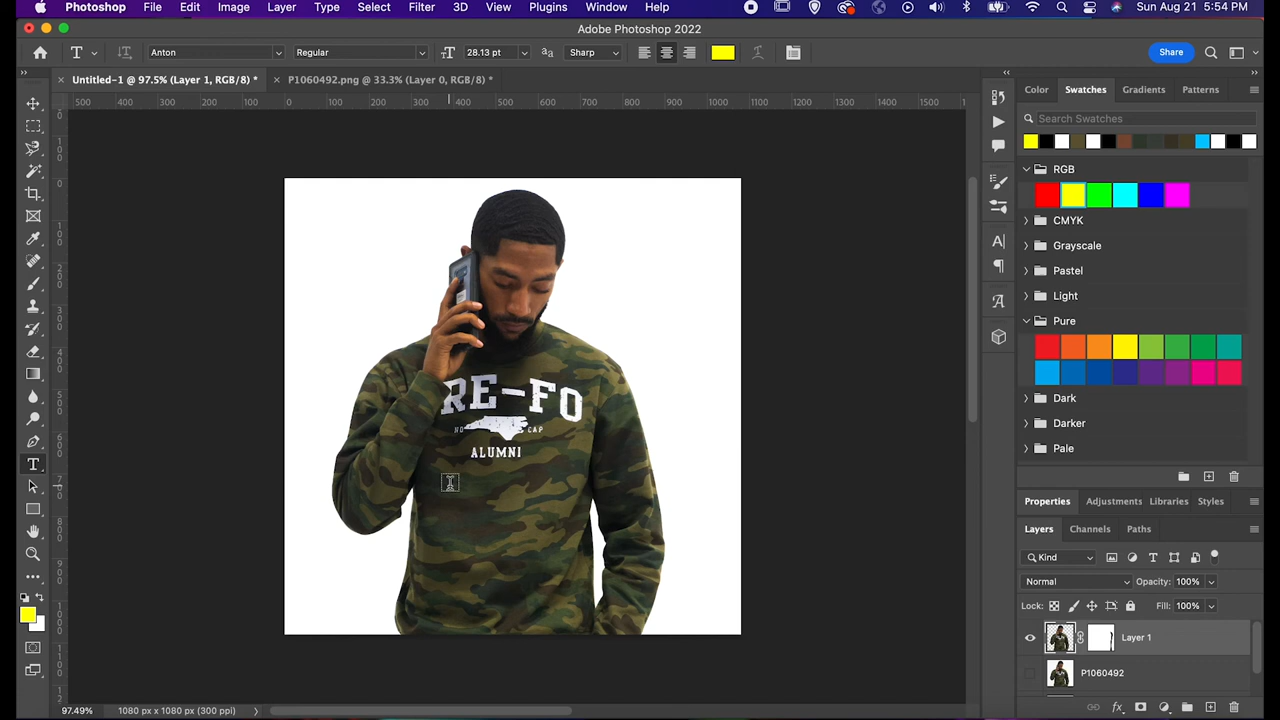 Photoshop File Edit Image Layer Type Select Filter 3D View Plugins Window Help Sun Aug 21 5:54 PM
Adobe Photoshop 2022
Anton Regular 28.13 pt Sharp Share
Untitled-1 @ 97.5% (Layer 1, RGB/8) * P1060492.png @ 33.3% (Layer 0, RGB/8) *
500 400 300 200 100 0 100 200 300 400 500 600 700 800 900 1000 1100 1200 1300 1400 1500
Color Swatches Gradients Patterns
Search Swatches
RGB
CMYK
Grayscale
Pastel
Light
Pure
Dark
Darker
Pale
RE-FO
NO CAP
ALUMNI
Properties Adjustments Libraries Styles
Layers Channels Paths
Kind
Normal Opacity: 100%
Lock: Fill: 100%
Layer 1
P1060492
97.49% 1080 px x 1080 px (300 ppi)